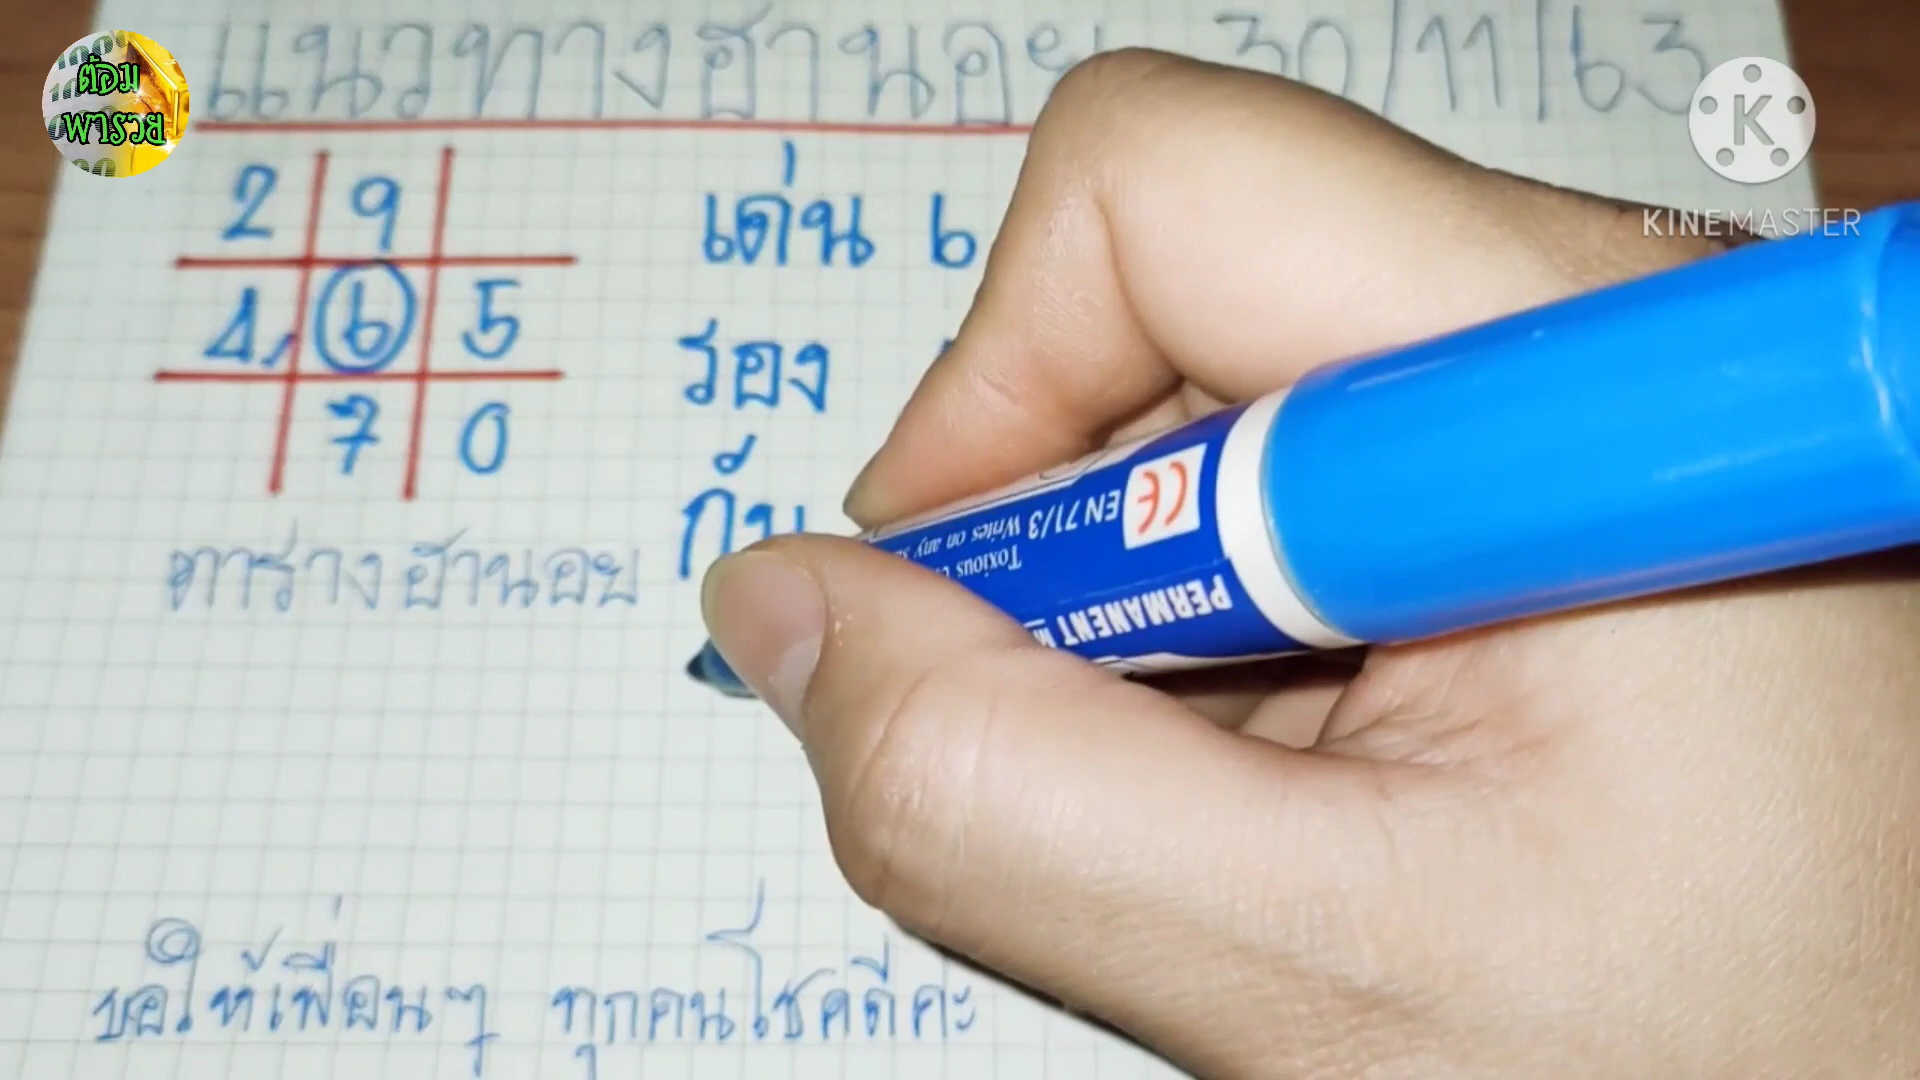 แนวทางฮานอย 30/11/63
ต้อม
พารวย
K
KINEMASTER
2 9
4 6 5
7 0
ตารางฮานอย
เด่น 6
รอง
กับ
CE
EN 71/3 Writes on any
Toxious
PERMANENT
ขอให้เพื่อนๆ ทุกคนโชคดีค่ะ